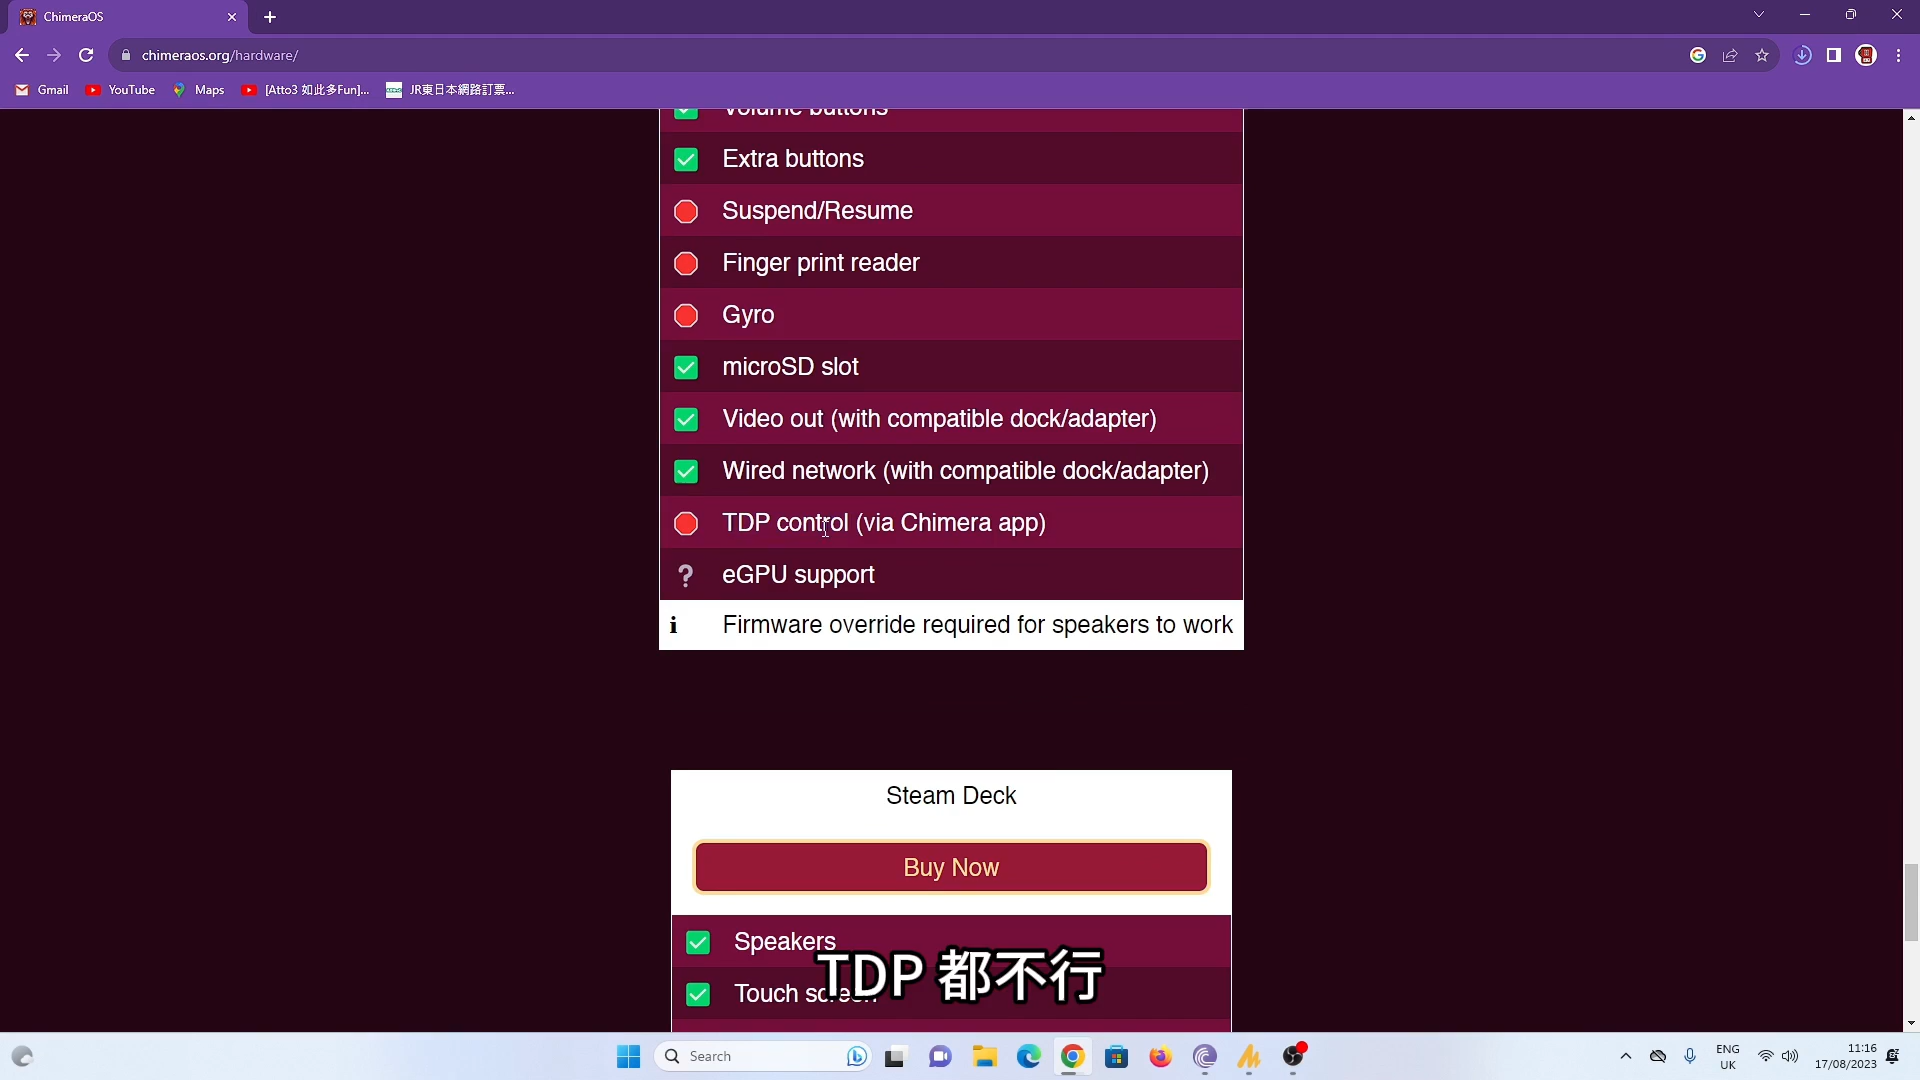 ChimeraOS
chimeraos.org/hardware/
Gmail
YouTube
Maps
[Atto3 如此多Fun]...
JR東日本網路訂票...
Volume buttons
Extra buttons
Suspend/Resume
Finger print reader
Gyro
microSD slot
Video out (with compatible dock/adapter)
Wired network (with compatible dock/adapter)
TDP control (via Chimera app)
? eGPU support
i Firmware override required for speakers to work
Steam Deck
Buy Now
Speakers
Touch screen
TDP 都不行
Search
ENG
UK
11:16
17/08/2023